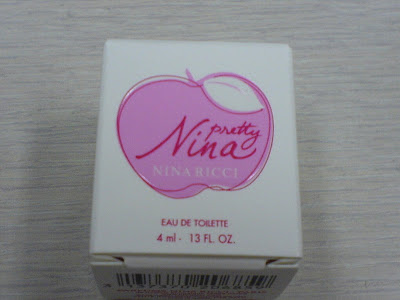 pretty
Nina
NINA RICCI
EAU DE TOILETTE
4 ml - 13 FL. OZ.